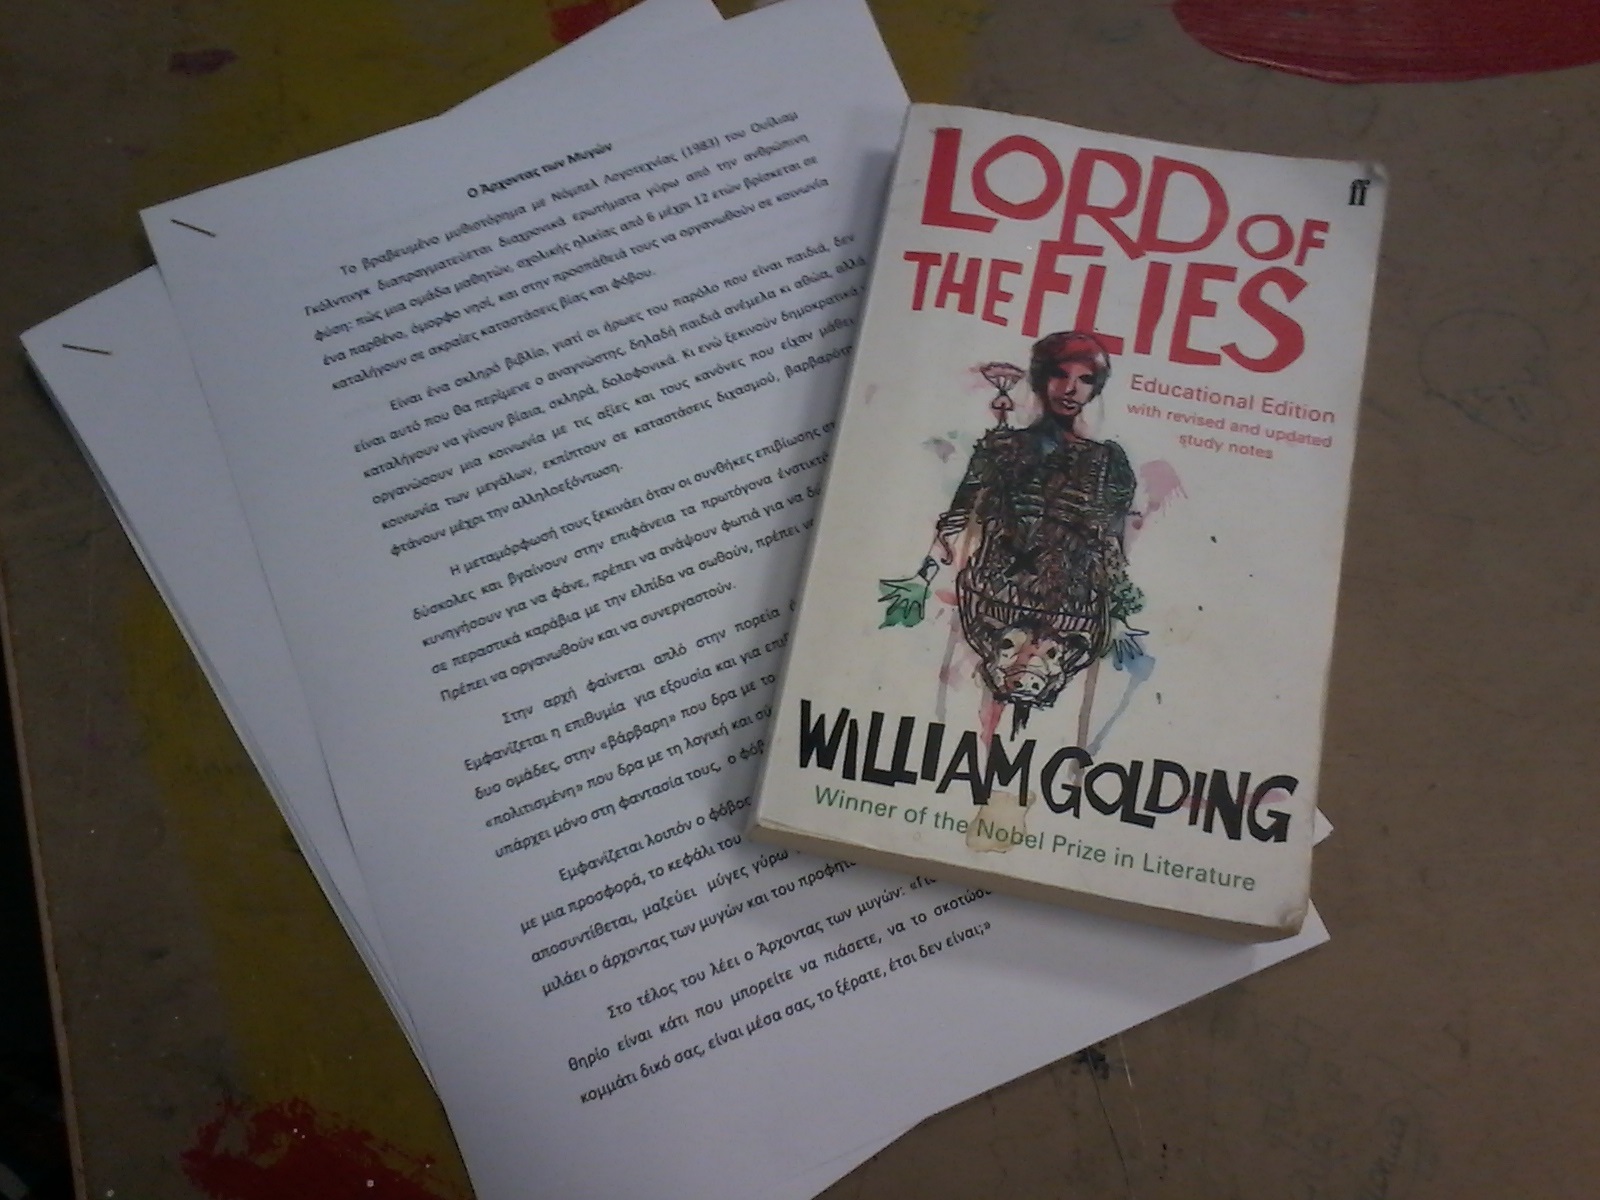 Ο Άρχοντας των Μυγών
Το βραβευμένο μυθιστόρημα με Νόμπελ Λογοτεχνίας (1983) του Ουίλιαμ
Γκόλντινγκ διαπραγματεύεται διαχρονικά ερωτήματα γύρω από την ανθρώπινη
φύση: πώς μια ομάδα μαθητών, σχολικής ηλικίας από 6 μέχρι 12 ετών βρίσκεται σε
ένα παρθένο, όμορφο νησί, και στην προσπάθειά τους να οργανωθούν σε κοινωνία
καταλήγουν σε ακραίες καταστάσεις βίας και φόβου.
Είναι ένα σκληρό βιβλίο, γιατί οι ήρωες του παρόλο που είναι παιδιά, δεν
είναι αυτό που θα περίμενε ο αναγνώστης, δηλαδή παιδιά ανέμελα κι αθώα, αλλά
καταλήγουν να γίνουν βίαια, σκληρά, δολοφονικά. Κι ενώ ξεκινούν δημοκρατικά
οργανώσουν μια κοινωνία με τις αξίες και τους κανόνες που είχαν μάθει
κοινωνία των μεγάλων, εκπίπτουν σε καταστάσεις διχασμού,
φτάνουν μέχρι την αλληλοεξόντωση.
Η μεταμόρφωσή τους ξεκινάει όταν οι συνθήκες επιβίωσης
δύσκολες και βγαίνουν στην επιφάνεια τα πρωτόγονα
κυνηγήσουν για να φάνε, πρέπει να ανάψουν φωτιά για να
σε περαστικά καράβια με την ελπίδα να σωθούν, πρέπει
Πρέπει να οργανωθούν και να συνεργαστούν.
Στην αρχή φαίνεται απλό στην πορεία
Εμφανίζεται η επιθυμία για εξουσία και για
δυο ομάδες, στην «βάρβαρη» που δρα με το
«πολιτισμένη» που δρα με τη λογική και
υπάρχει μόνο στη φαντασία τους, ο
Εμφανίζεται λοιπόν ο φόβος
με μια προσφορά, το κεφάλι του
αποσυντίθεται, μαζεύει μύγες γύρω
μιλάει ο άρχοντας των μυγών και του
Στο τέλος του λέει ο Άρχοντας των μυγών:
θηρίο είναι κάτι που μπορείτε να πιάσετε, να το
κομμάτι δικό σας, είναι μέσα σας, το ξέρατε, έτσι δεν είναι;»
ff
LORD OF
THE FLIES
Educational Edition
with revised and updated
study notes
WILLIAM GOLDING
Winner of the Nobel Prize in Literature